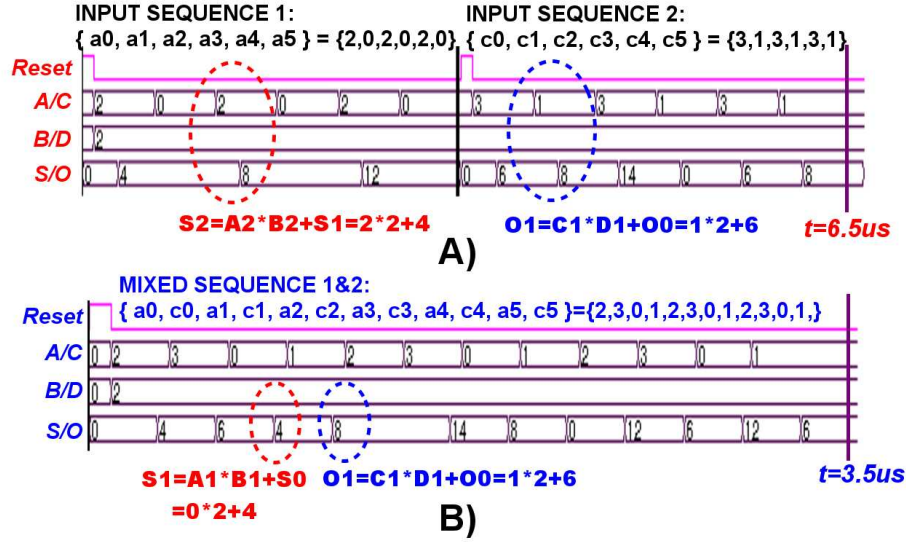 INPUT SEQUENCE 1:
{ a0, a1, a2, a3, a4, a5 } = {2,0,2,0,2,0}
INPUT SEQUENCE 2:
{ c0, c1, c2, c3, c4, c5 } = {3,1,3,1,3,1}
Reset
A/C 2 0 2 0 2 0 3 1 3 1 3 1
B/D 2
S/O 0 4 8 12 0 6 8 14 0 6 8
S2=A2*B2+S1=2*2+4
O1=C1*D1+O0=1*2+6
t=6.5us
A)
MIXED SEQUENCE 1&2:
{ a0, c0, a1, c1, a2, c2, a3, c3, a4, c4, a5, c5 }={2,3,0,1,2,3,0,1,2,3,0,1,}
Reset
A/C 0 2 3 0 1 2 3 0 1 2 3 0 1
B/D 0 2
S/O 0 4 6 4 8 14 8 0 12 6 12 6
S1=A1*B1+S0
=0*2+4
O1=C1*D1+O0=1*2+6
t=3.5us
B)